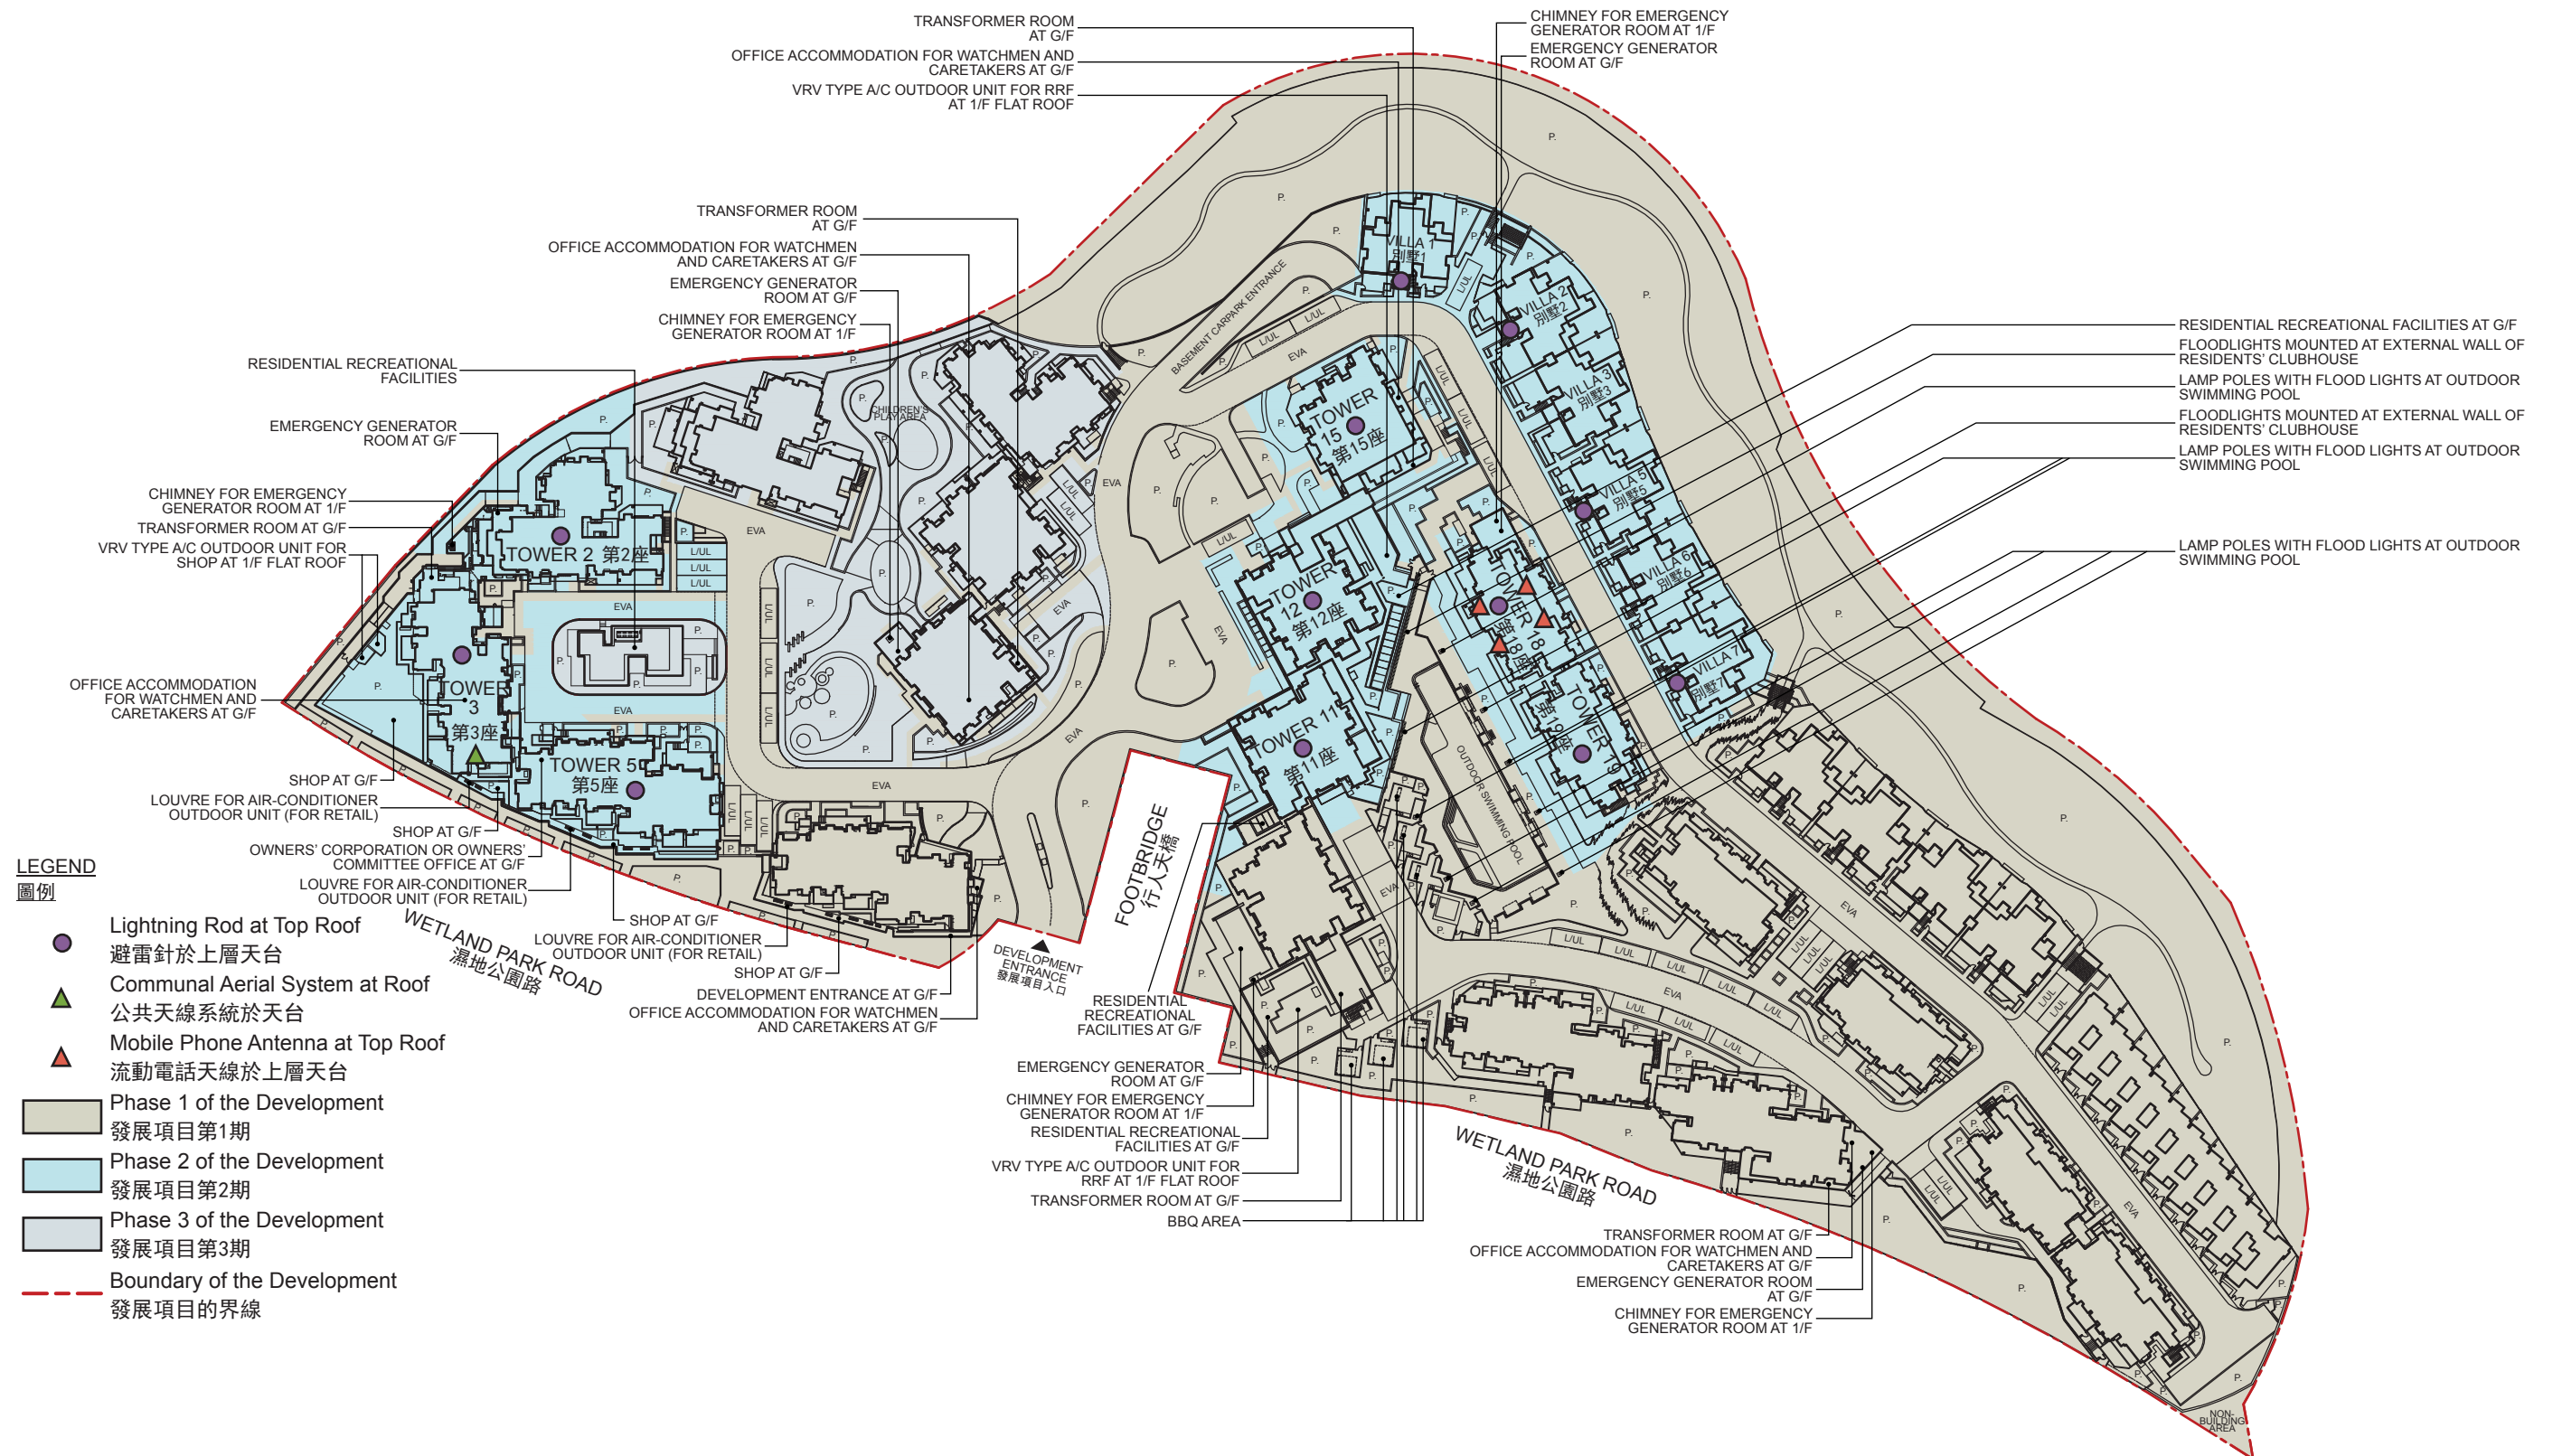 TRANSFORMER ROOM
AT G/F
OFFICE ACCOMMODATION FOR WATCHMEN AND
CARETAKERS AT G/F
VRV TYPE A/C OUTDOOR UNIT FOR RRF
AT 1/F FLAT ROOF
CHIMNEY FOR EMERGENCY
GENERATOR ROOM AT 1/F
EMERGENCY GENERATOR
ROOM AT G/F
TRANSFORMER ROOM
AT G/F
OFFICE ACCOMMODATION FOR WATCHMEN
AND CARETAKERS AT G/F
EMERGENCY GENERATOR
ROOM AT G/F
CHIMNEY FOR EMERGENCY
GENERATOR ROOM AT 1/F
RESIDENTIAL RECREATIONAL
FACILITIES
EMERGENCY GENERATOR
ROOM AT G/F
CHIMNEY FOR EMERGENCY
GENERATOR ROOM AT 1/F
TRANSFORMER ROOM AT G/F
VRV TYPE A/C OUTDOOR UNIT FOR
SHOP AT 1/F FLAT ROOF
OFFICE ACCOMMODATION
FOR WATCHMEN AND
CARETAKERS AT G/F
SHOP AT G/F
LOUVRE FOR AIR-CONDITIONER
OUTDOOR UNIT (FOR RETAIL)
SHOP AT G/F
OWNERS' CORPORATION OR OWNERS'
COMMITTEE OFFICE AT G/F
LOUVRE FOR AIR-CONDITIONER
OUTDOOR UNIT (FOR RETAIL)
SHOP AT G/F
LOUVRE FOR AIR-CONDITIONER
OUTDOOR UNIT (FOR RETAIL)
SHOP AT G/F
DEVELOPMENT ENTRANCE AT G/F
OFFICE ACCOMMODATION FOR WATCHMEN
AND CARETAKERS AT G/F
RESIDENTIAL RECREATIONAL FACILITIES AT G/F
FLOODLIGHTS MOUNTED AT EXTERNAL WALL OF
RESIDENTS' CLUBHOUSE
LAMP POLES WITH FLOOD LIGHTS AT OUTDOOR
SWIMMING POOL
FLOODLIGHTS MOUNTED AT EXTERNAL WALL OF
RESIDENTS' CLUBHOUSE
LAMP POLES WITH FLOOD LIGHTS AT OUTDOOR
SWIMMING POOL
LAMP POLES WITH FLOOD LIGHTS AT OUTDOOR
SWIMMING POOL
VILLA 1
別墅1
VILLA 2
別墅2
VILLA 3
別墅3
VILLA 5
別墅5
VILLA 6
別墅6
VILLA 7
別墅7
BASEMENT CARPARK ENTRANCE
CHILDREN'S
PLAY AREA
TOWER
15
第15座
TOWER
12
第12座
TOWER 11
第11座
TOWER 18
第18座
TOWER 19
第19座
TOWER 2 第2座
TOWER
3
第3座
TOWER 5
第5座
OUTDOOR SWIMMING POOL
EVA
EVA
EVA
EVA
EVA
EVA
EVA
EVA
EVA
EVA
EVA
EVA
EVA
L/UL
L/UL
L/UL
L/UL
L/UL
L/UL
FOOTBRIDGE
行人天橋
DEVELOPMENT
ENTRANCE
發展項目入口
WETLAND PARK ROAD
濕地公園路
RESIDENTIAL
RECREATIONAL
FACILITIES AT G/F
EMERGENCY GENERATOR
ROOM AT G/F
CHIMNEY FOR EMERGENCY
GENERATOR ROOM AT 1/F
RESIDENTIAL RECREATIONAL
FACILITIES AT G/F
VRV TYPE A/C OUTDOOR UNIT FOR
RRF AT 1/F FLAT ROOF
TRANSFORMER ROOM AT G/F
BBQ AREA
WETLAND PARK ROAD
濕地公園路
TRANSFORMER ROOM AT G/F
OFFICE ACCOMMODATION FOR WATCHMEN AND
CARETAKERS AT G/F
EMERGENCY GENERATOR ROOM
AT G/F
CHIMNEY FOR EMERGENCY
GENERATOR ROOM AT 1/F
NON-
BUILDING
AREA
LEGEND
圖例
Lightning Rod at Top Roof
避雷針於上層天台
Communal Aerial System at Roof
公共天線系統於天台
Mobile Phone Antenna at Top Roof
流動電話天線於上層天台
Phase 1 of the Development
發展項目第1期
Phase 2 of the Development
發展項目第2期
Phase 3 of the Development
發展項目第3期
Boundary of the Development
發展項目的界線